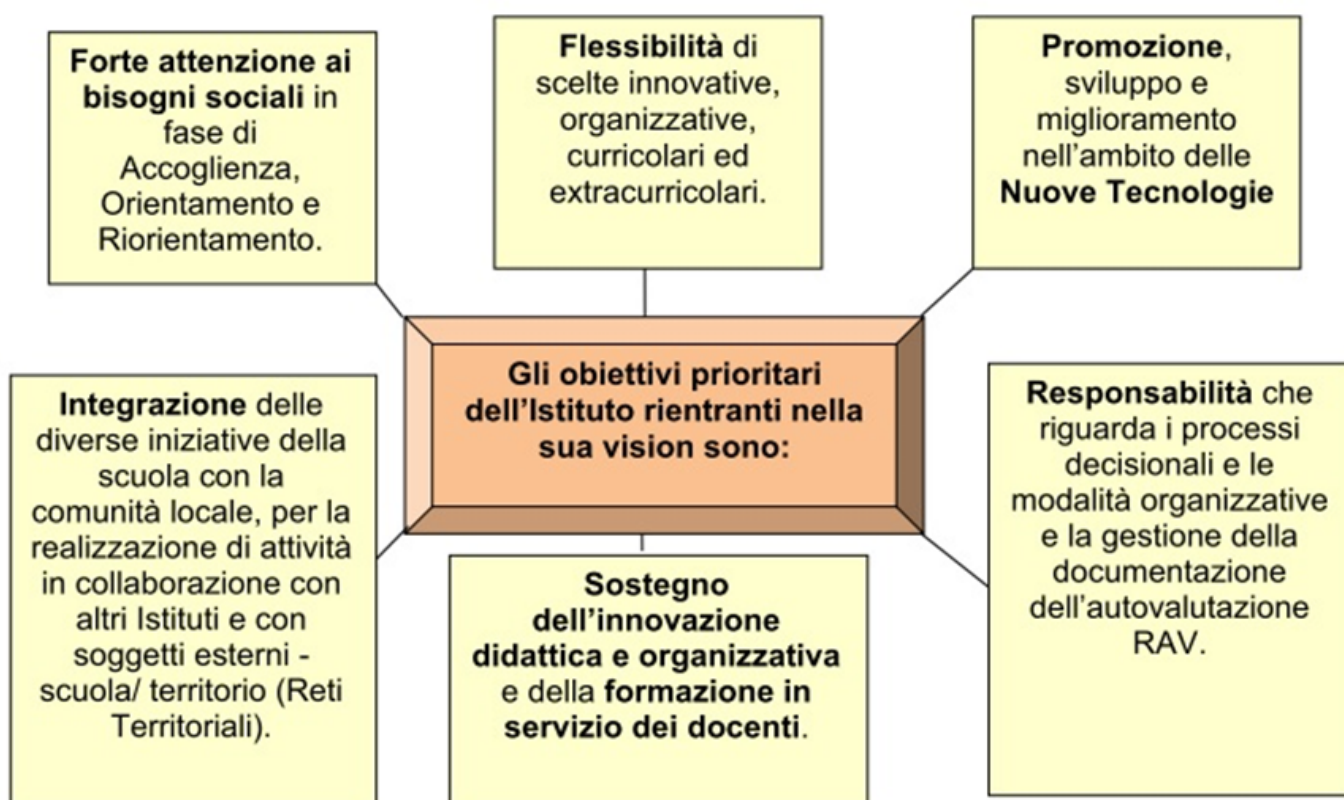 Forte attenzione ai
bisogni sociali in
fase di
Accoglienza,
Orientamento e
Riorientamento.
Flessibilità di
scelte innovative,
organizzative,
curricolari ed
extracurricolari.
Promozione,
sviluppo e
miglioramento
nell'ambito delle
Nuove Tecnologie
Gli obiettivi prioritari
dell'Istituto rientranti nella
sua vision sono:
Integrazione delle
diverse iniziative della
scuola con la
comunità locale, per la
realizzazione di attività
in collaborazione con
altri Istituti e con
soggetti esterni -
scuola/ territorio (Reti
Territoriali).
Sostegno
dell'innovazione
didattica e organizzativa
e della formazione in
servizio dei docenti.
Responsabilità che
riguarda i processi
decisionali e le
modalità organizzative
e la gestione della
documentazione
dell'autovalutazione
RAV.